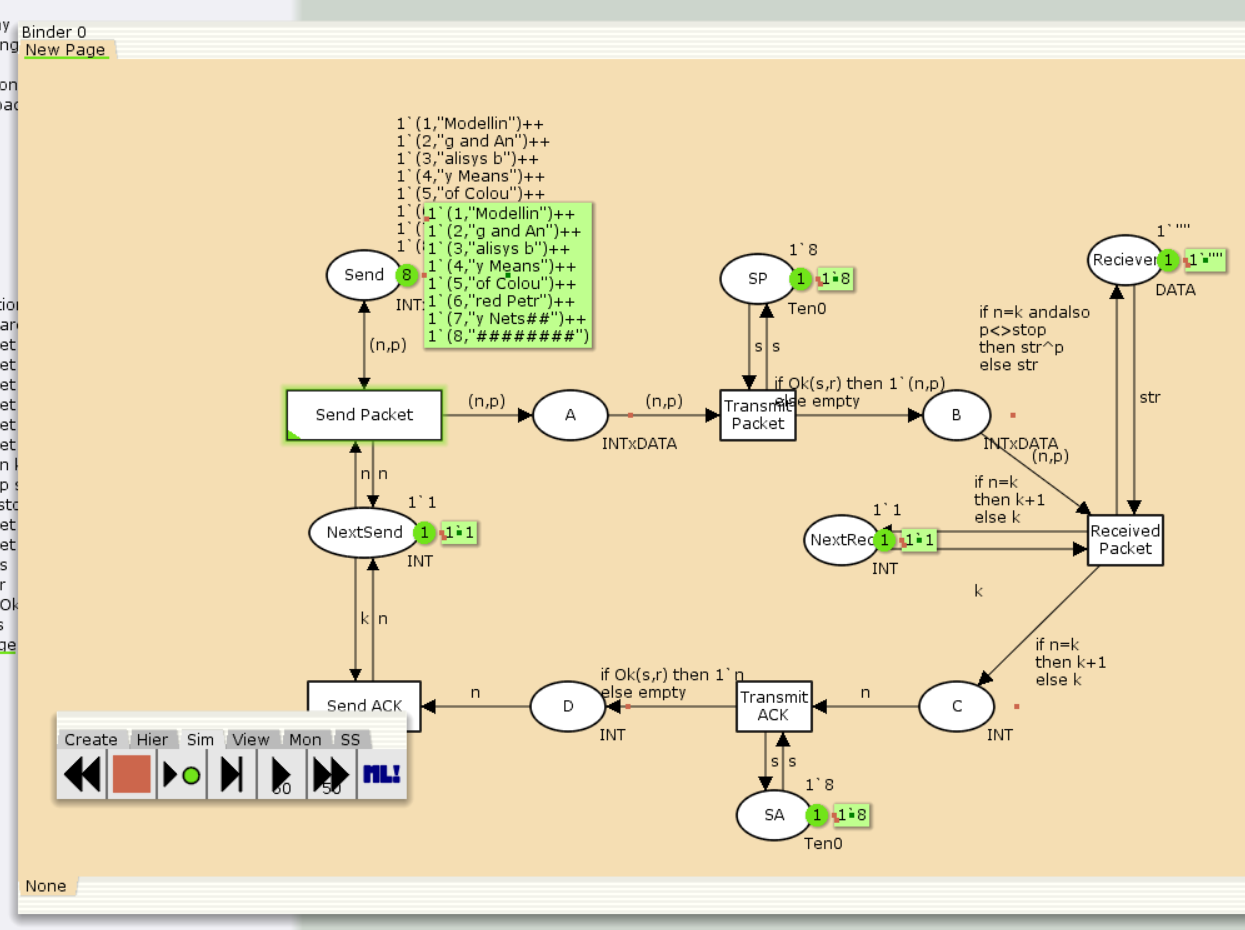 Binder 0
New Page
1`(1,"Modellin")++
1`(2,"g and An")++
1`(3,"alisys b")++
1`(4,"y Means")++
1`(5,"of Colou")++
1`(
1`(
1`(
1`(1,"Modellin")++
1`(2,"g and An")++
1`(3,"alisys b")++
1`(4,"y Means")++
1`(5,"of Colou")++
1`(6,"red Petr")++
1`(7,"y Nets##")++
1`(8,"########")
Send
8
INT
(n,p)
SP
1`8
1
1`8
Ten0
s
s
1`""
Reciever
1
1`""
DATA
if n=k andalso
p<>stop
then str^p
else str
str
Send Packet
(n,p)
A
INTxDATA
(n,p)
Transmit
Packet
if Ok(s,r) then 1`(n,p)
else empty
B
INTxDATA
(n,p)
n
n
1`1
NextSend
1
1`1
INT
if n=k
then k+1
else k
1`1
NextRec
1
1`1
INT
k
Received
Packet
k
n
if n=k
then k+1
else k
Send ACK
n
D
INT
if Ok(s,r) then 1`n
else empty
Transmit
ACK
n
C
INT
s
s
1`8
SA
1
1`8
Ten0
Create
Hier
Sim
View
Mon
SS
50
ML!
None